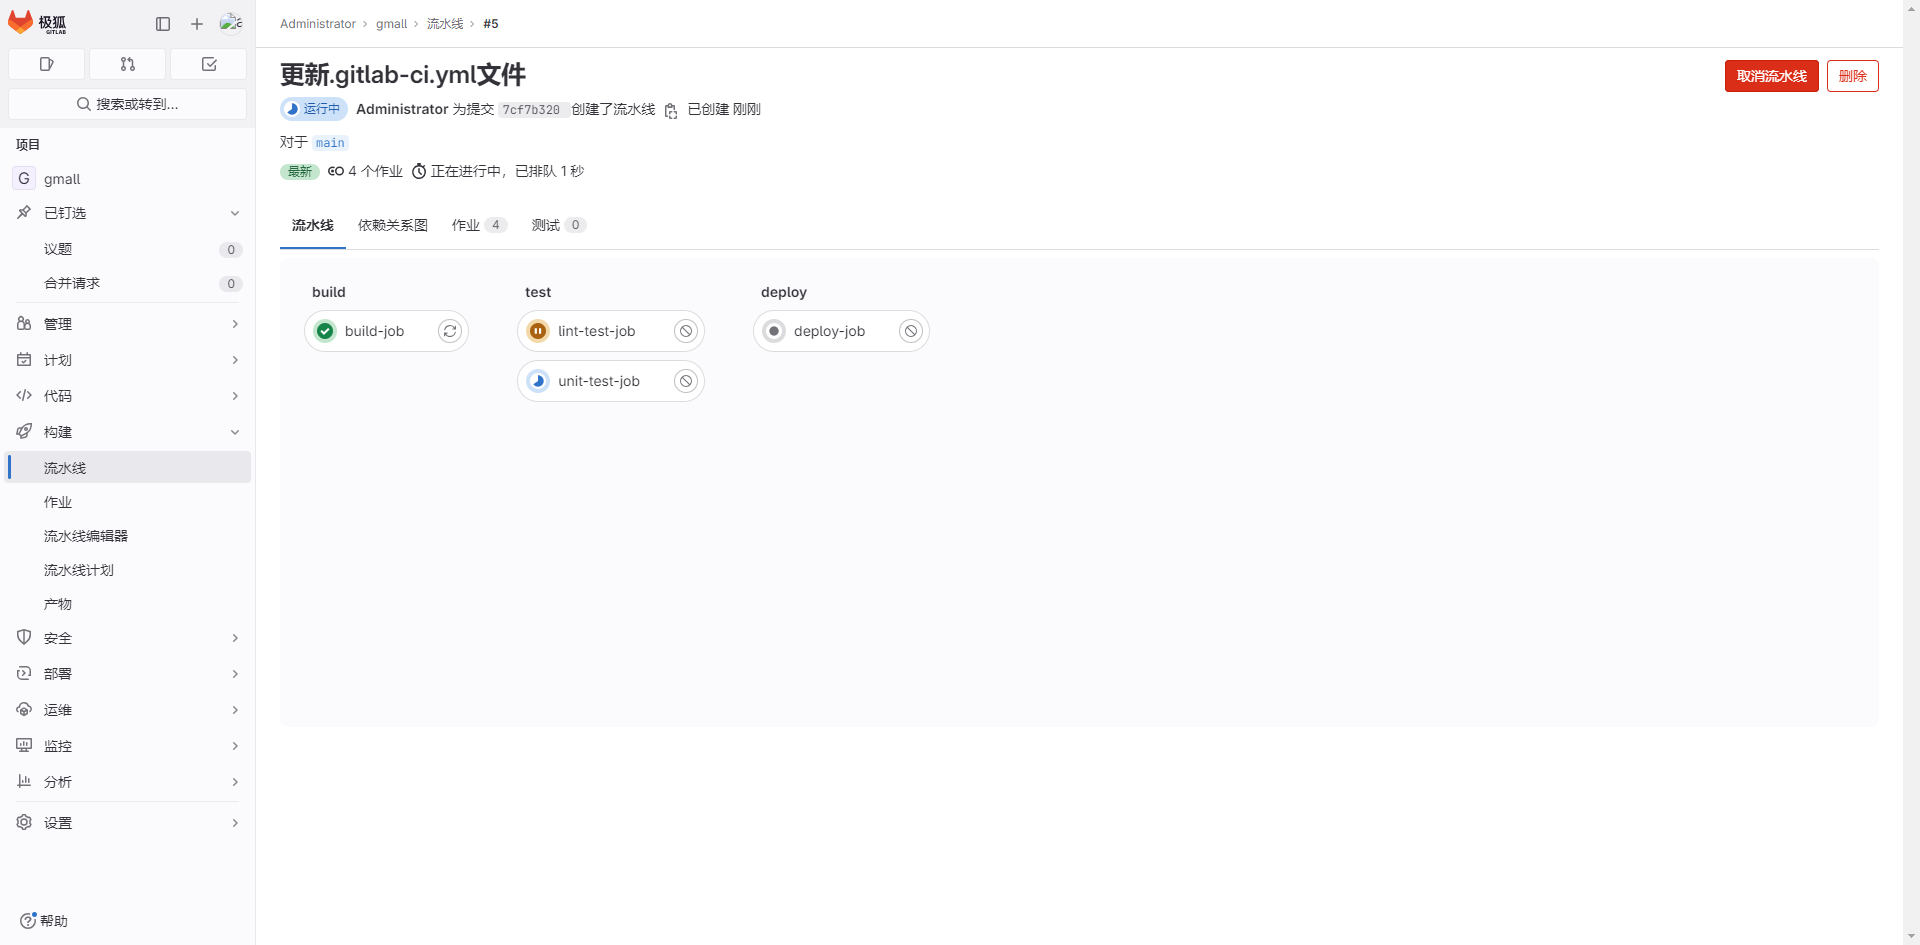 极狐
GITLAB
搜索或转到...
项目
G gmall
已钉选
议题 0
合并请求 0
管理
计划
代码
构建
流水线
作业
流水线编辑器
流水线计划
产物
安全
部署
运维
监控
分析
设置
帮助
Administrator > gmall > 流水线 > #5
更新.gitlab-ci.yml文件
取消流水线 删除
运行中 Administrator 为提交 7cf7b320 创建了流水线 已创建 刚刚
对于 main
最新 4 个作业 正在进行中，已排队 1 秒
流水线 依赖关系图 作业 4 测试 0
build test deploy
build-job lint-test-job deploy-job
unit-test-job